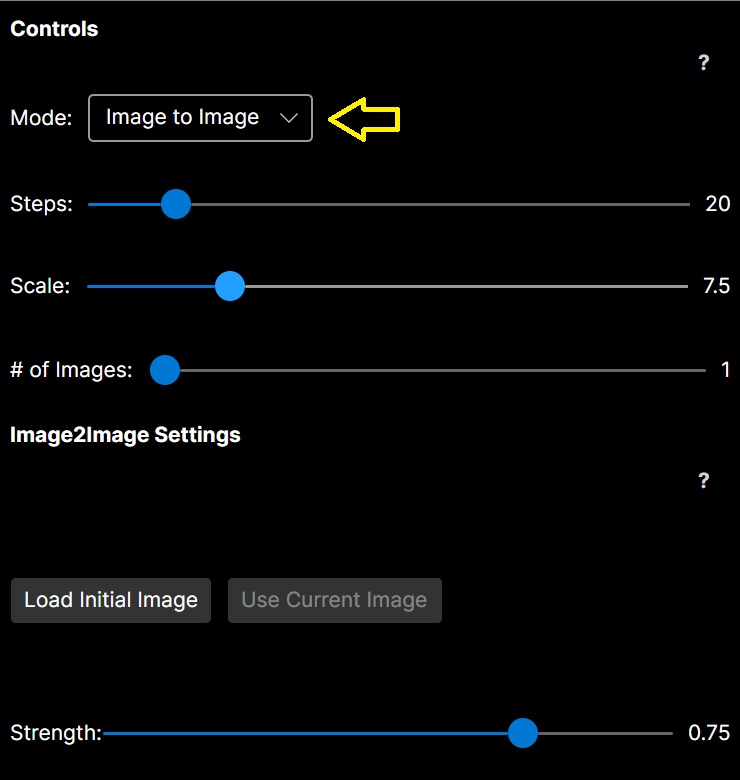 Controls
?
Mode: Image to Image
Steps: 20
Scale: 7.5
# of Images: 1
Image2Image Settings
?
Load Initial Image Use Current Image
Strength: 0.75